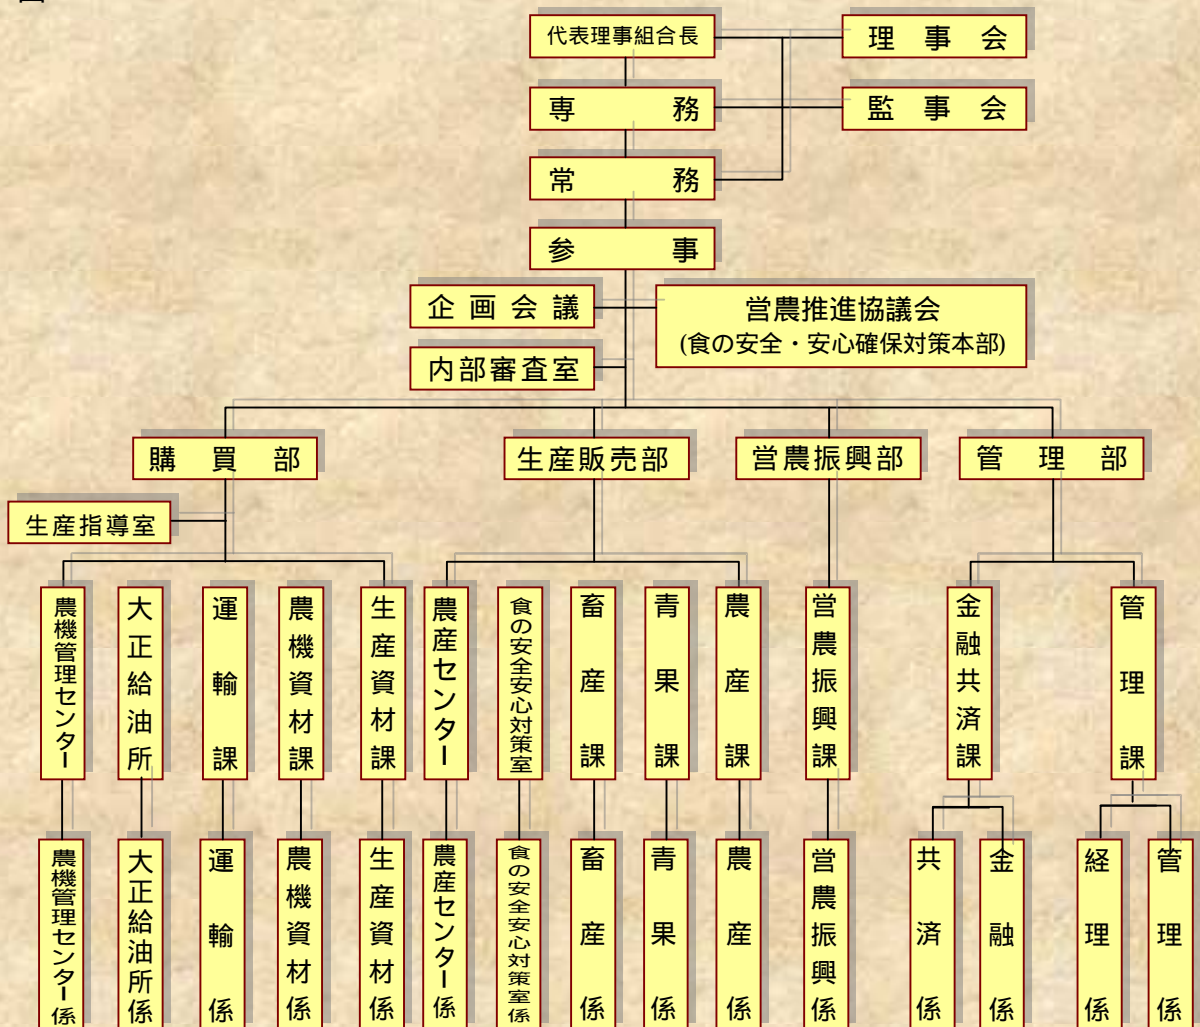 代表理事組合長
理事会
専務
監事会
常務
参事
企画会議
営農推進協議会
(食の安全・安心確保対策本部)
内部審査室
購買部
生産販売部
営農振興部
管理部
生産指導室
農機管理センター
大正給油所
運輸課
農機資材課
生産資材課
農産センター
食の安全安心対策室
畜産課
青果課
農産課
営農振興課
金融共済課
管理課
農機管理センター係
大正給油所係
運輸係
農機資材係
生産資材係
農産センター係
食の安全安心対策室係
畜産係
青果係
農産係
営農振興係
共済係
金融係
経理係
管理係